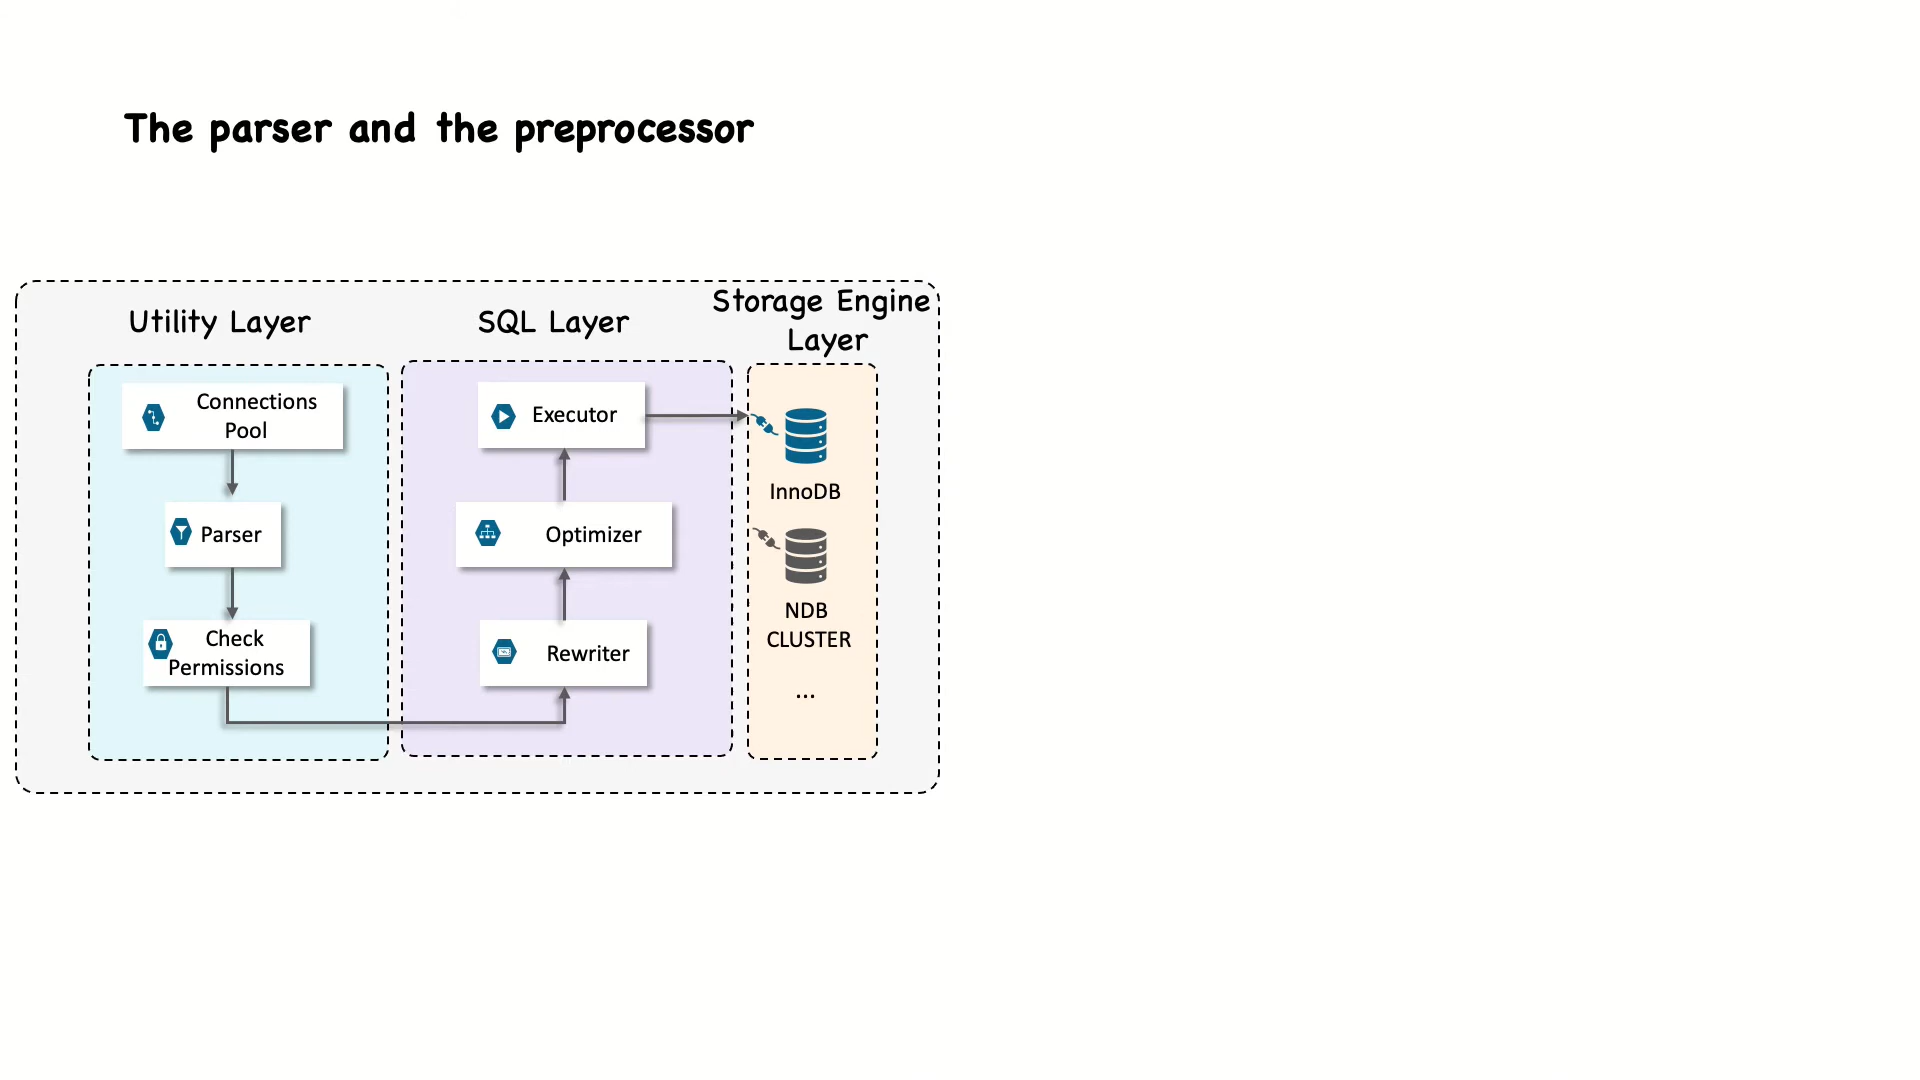 The parser and the preprocessor
Utility Layer
SQL Layer
Storage Engine
Layer
Connections
Pool
Parser
Check
Permissions
Executor
Optimizer
Rewriter
InnoDB
NDB
CLUSTER
...